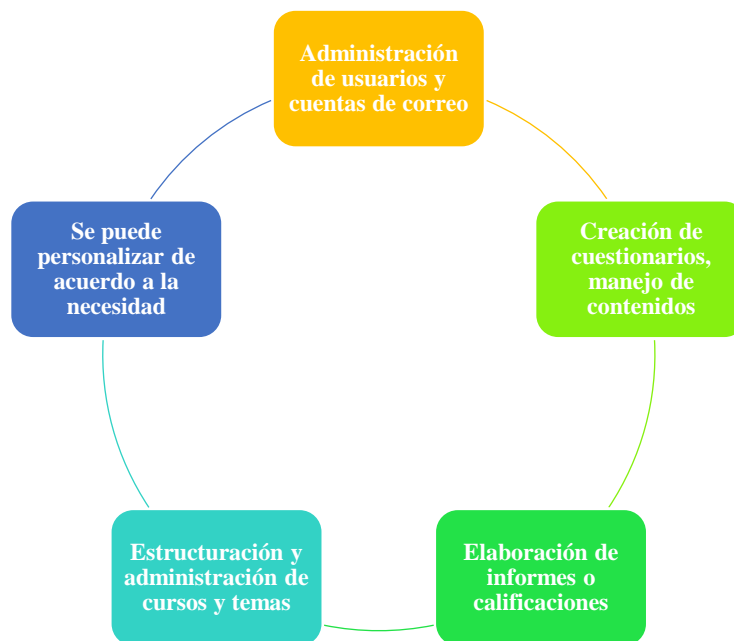 Administración
de usuarios y
cuentas de correo
Creación de
cuestionarios,
manejo de
contenidos
Elaboración de
informes o
calificaciones
Estructuración y
administración de
cursos y temas
Se puede
personalizar de
acuerdo a la
necesidad